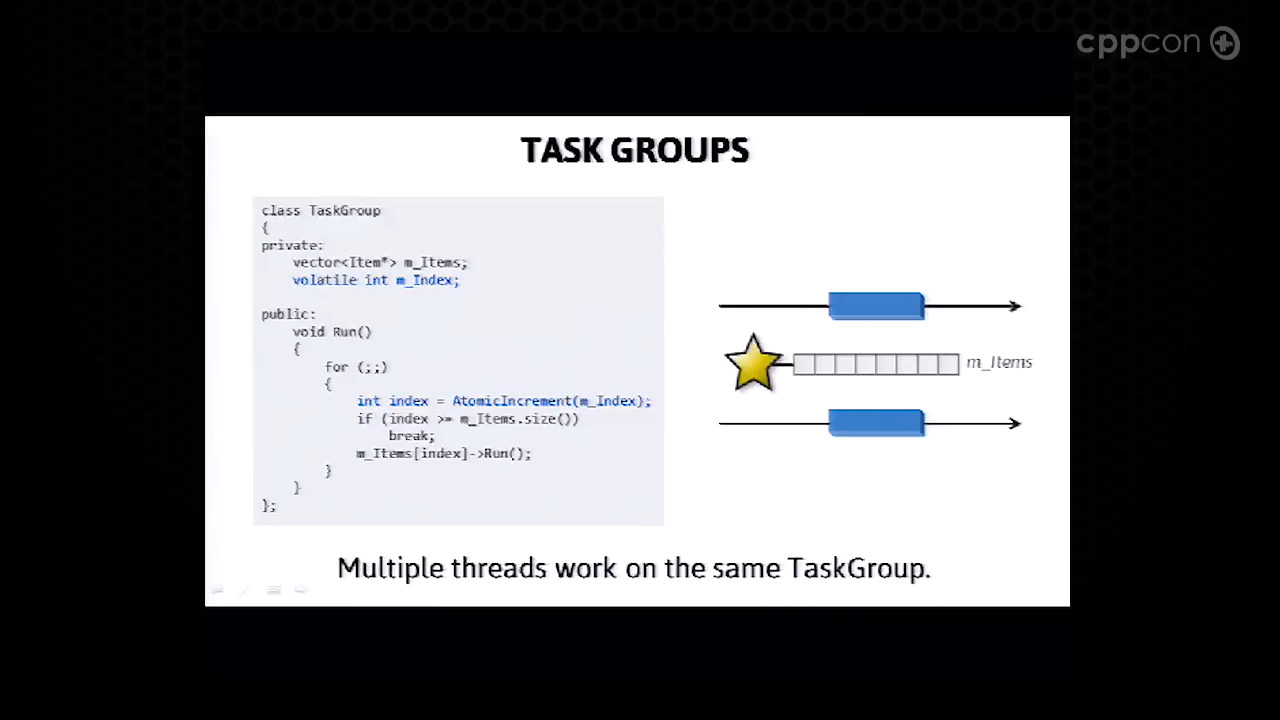 cppcon
TASK GROUPS
class TaskGroup
{
private:
vector<Item*> m_Items;
volatile int m_Index;
public:
void Run()
{
for (;;)
{
int index = AtomicIncrement(m_Index);
if (index >= m_Items.size())
break;
m_Items[index]->Run();
}
}
};
m_Items
Multiple threads work on the same TaskGroup.